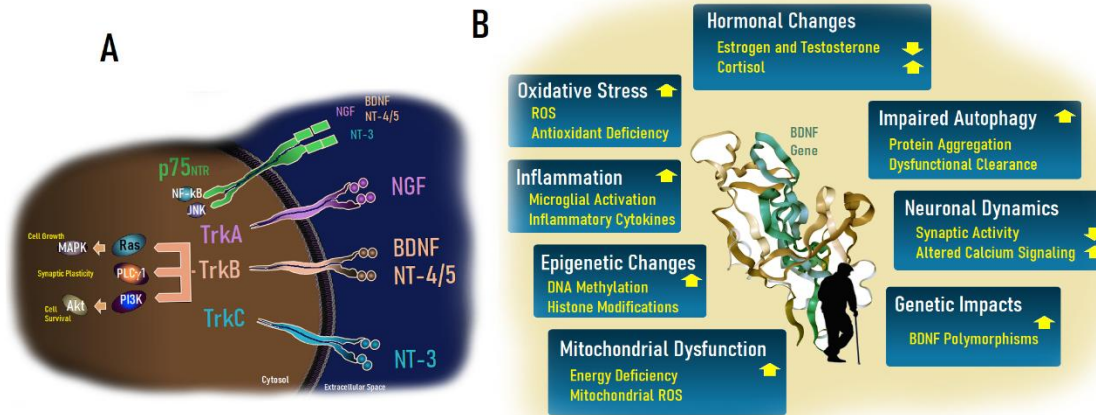 A
NGF
BDNF
NT-4/5
NT-3
p75NTR
NF-kB
JNK
NGF
TrkA
Cell Growth
MAPK
Ras
BDNF
NT-4/5
Synaptic Plasticity
PLCγ1
TrkB
Akt
PI3K
Cell
Survival
TrkC
NT-3
Cytosol
Extracellular Space
B
Hormonal Changes
Estrogen and Testosterone
Cortisol
Oxidative Stress
ROS
Antioxidant Deficiency
BDNF
Gene
Impaired Autophagy
Protein Aggregation
Dysfunctional Clearance
Inflammation
Microglial Activation
Inflammatory Cytokines
Neuronal Dynamics
Synaptic Activity
Altered Calcium Signaling
Epigenetic Changes
DNA Methylation
Histone Modifications
Genetic Impacts
BDNF Polymorphisms
Mitochondrial Dysfunction
Energy Deficiency
Mitochondrial ROS